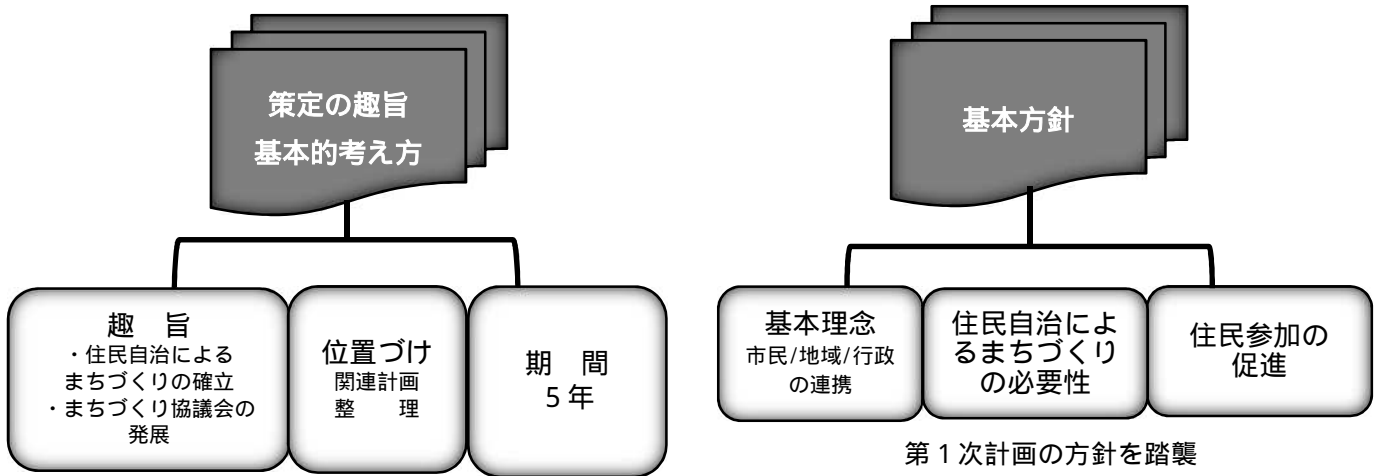 策定の趣旨
基本的考え方
趣　旨
・住民自治による
まちづくりの確立
・まちづくり協議会の
発展
位置づけ
関連計画
整　　理
期　間
５年
基本方針
基本理念
市民/地域/行政
の連携
住民自治によ
るまちづくり
の必要性
住民参加の
促進
第１次計画の方針を踏襲